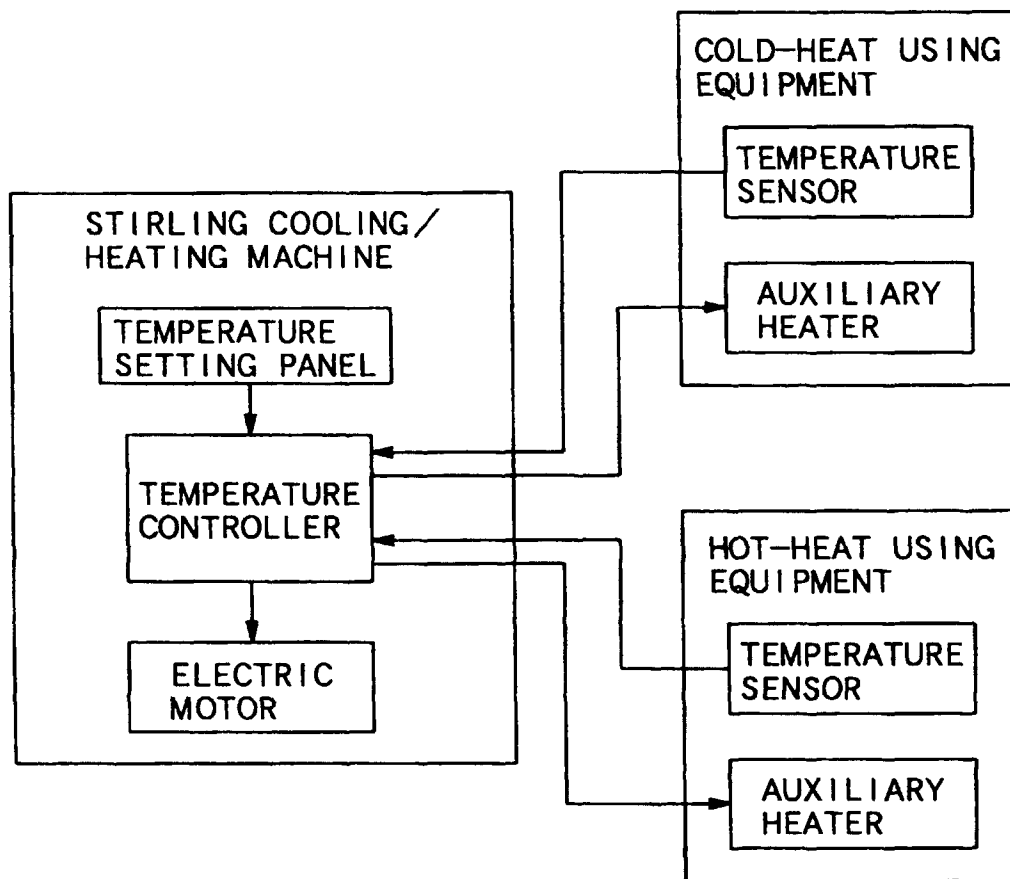 COLD-HEAT USING
EQUIPMENT
TEMPERATURE
SENSOR
AUXILIARY
HEATER
STIRLING COOLING/
HEATING MACHINE
TEMPERATURE
SETTING PANEL
TEMPERATURE
CONTROLLER
ELECTRIC
MOTOR
HOT-HEAT USING
EQUIPMENT
TEMPERATURE
SENSOR
AUXILIARY
HEATER